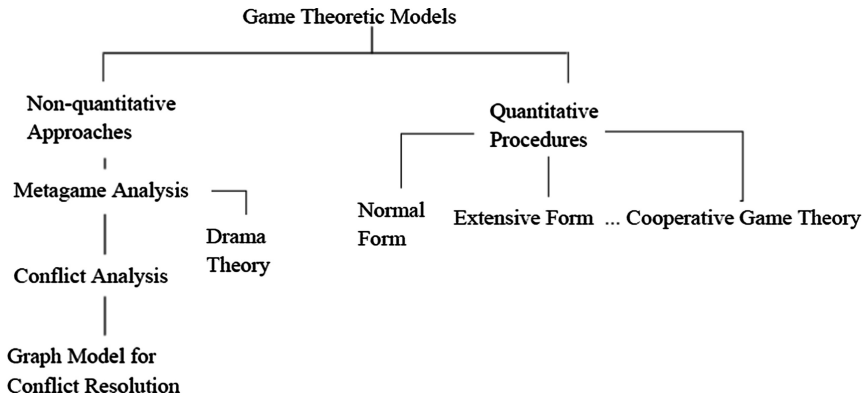 Game Theoretic Models
Non-quantitative
Approaches
Quantitative
Procedures
Metagame Analysis
Normal
Form
Extensive Form ... Cooperative Game Theory
Drama
Theory
Conflict Analysis
Graph Model for
Conflict Resolution